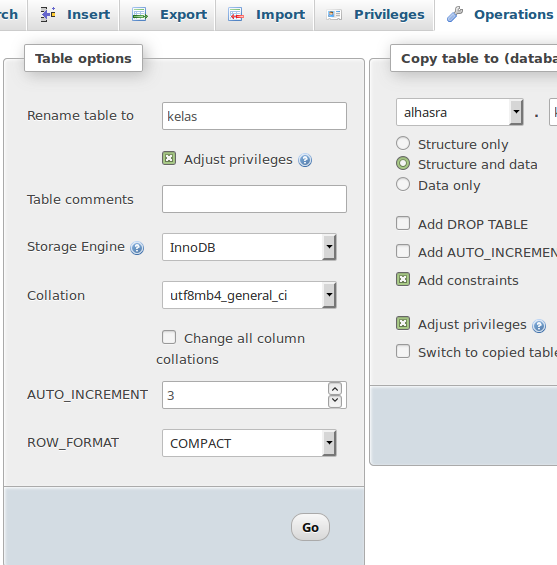 rch Insert Export Import Privileges Operations
Table options
Rename table to kelas
Adjust privileges
Table comments
Storage Engine InnoDB
Collation utf8mb4_general_ci
Change all column
collations
AUTO_INCREMENT 3
ROW_FORMAT COMPACT
Go
Copy table to (databa
alhasra .
Structure only
Structure and data
Data only
Add DROP TABLE
Add AUTO_INCREMEN
Add constraints
Adjust privileges
Switch to copied table